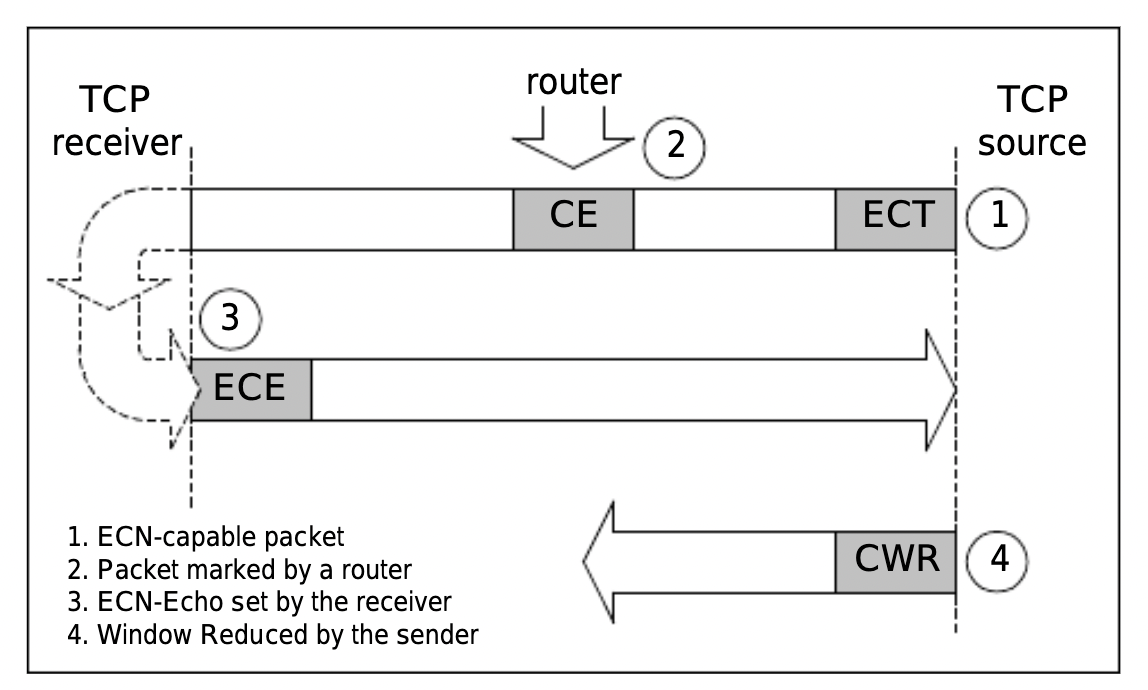 router
TCP
receiver
TCP
source
2
CE
ECT
1
3
ECE
1. ECN-capable packet
2. Packet marked by a router
3. ECN-Echo set by the receiver
4. Window Reduced by the sender
CWR
4